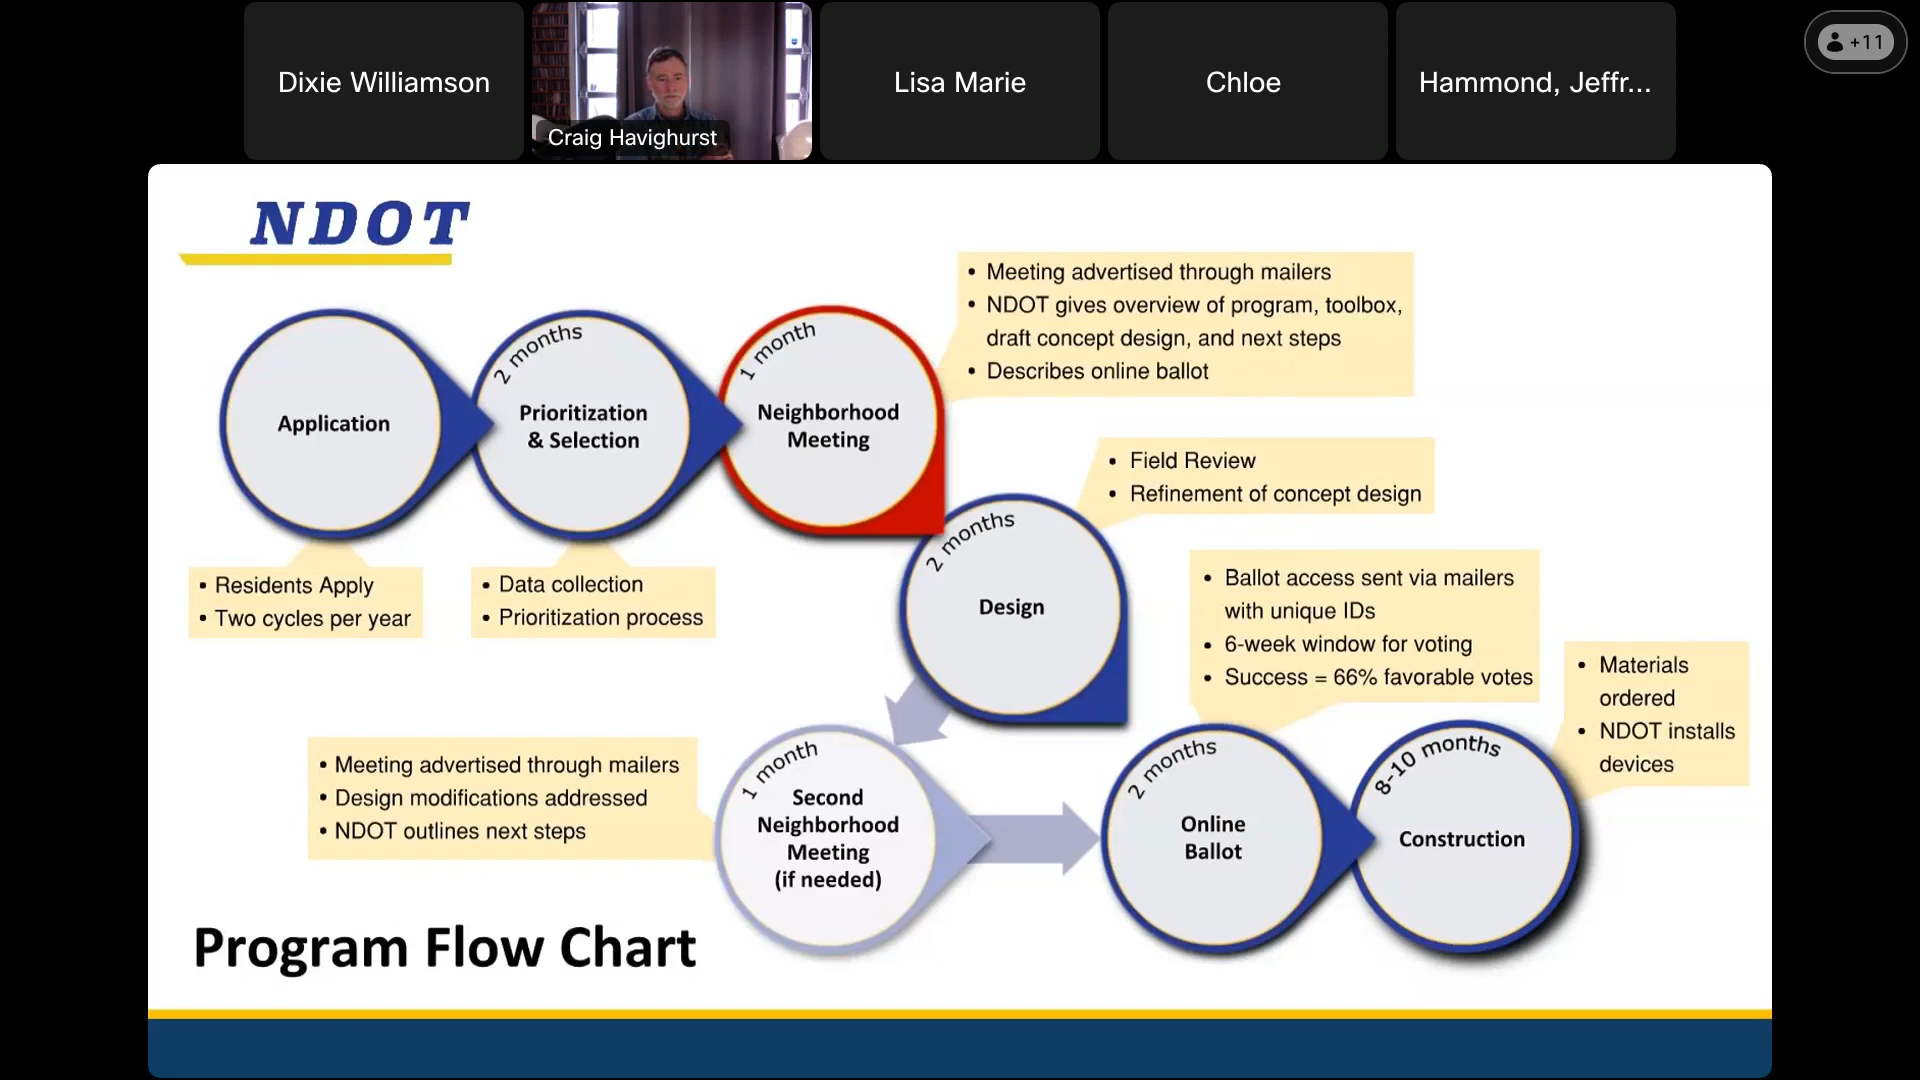 Dixie Williamson
Craig Havighurst
Lisa Marie
Chloe
Hammond, Jeffr...
+11
NDOT
Application
• Residents Apply
• Two cycles per year
2 months
Prioritization
& Selection
• Data collection
• Prioritization process
1 month
Neighborhood
Meeting
• Meeting advertised through mailers
• NDOT gives overview of program, toolbox,
draft concept design, and next steps
• Describes online ballot
2 months
Design
• Field Review
• Refinement of concept design
1 month
Second
Neighborhood
Meeting
(if needed)
• Meeting advertised through mailers
• Design modifications addressed
• NDOT outlines next steps
2 months
Online
Ballot
• Ballot access sent via mailers
with unique IDs
• 6-week window for voting
• Success = 66% favorable votes
8-10 months
Construction
• Materials
ordered
• NDOT installs
devices
Program Flow Chart